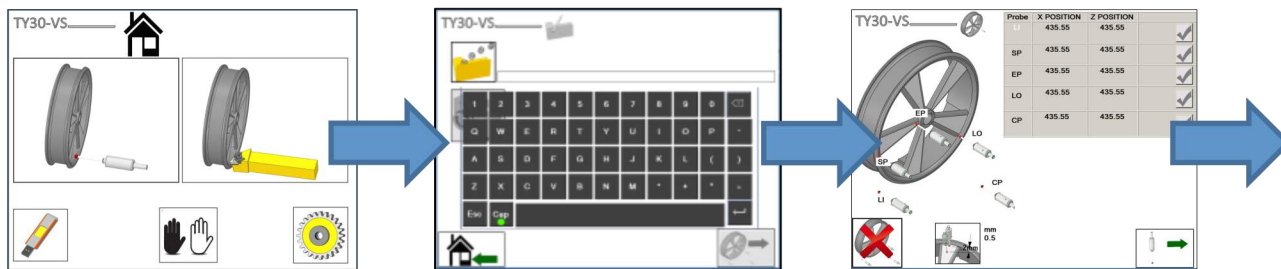 TY30-VS
TY30-VS
1 2 3 4 5 6 7 8 9 0
Q W E R T Y U I O P -
A S D F G H J K L ( )
Z X C V B N M
Esc Cap
TY30-VS
Probe X POSITION Z POSITION
LI 435.55 435.55
SP 435.55 435.55
EP 435.55 435.55
LO 435.55 435.55
CP 435.55 435.55
EP
LO
SP
CP
LI
mm
0.5
2mm